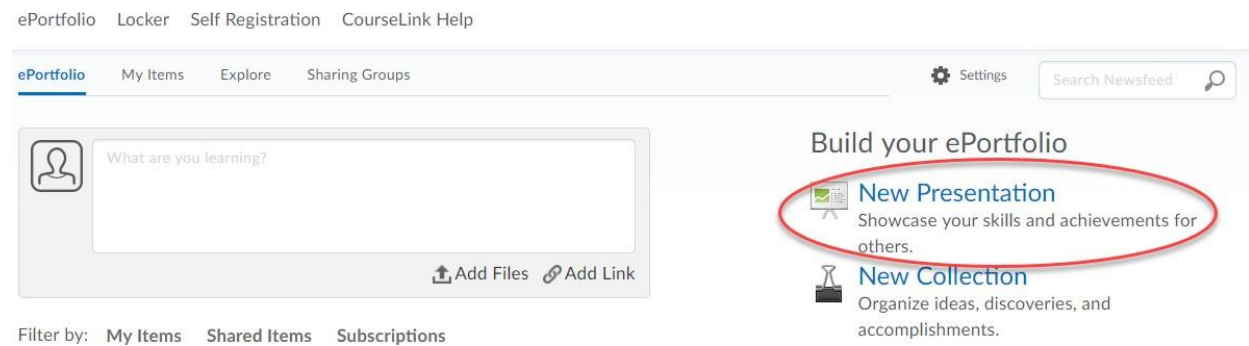 ePortfolio Locker Self Registration CourseLink Help
ePortfolio My Items Explore Sharing Groups
Settings
Search Newsfeed
What are you learning?
Add Files Add Link
Filter by: My Items Shared Items Subscriptions
Build your ePortfolio
New Presentation
Showcase your skills and achievements for
others.
New Collection
Organize ideas, discoveries, and
accomplishments.